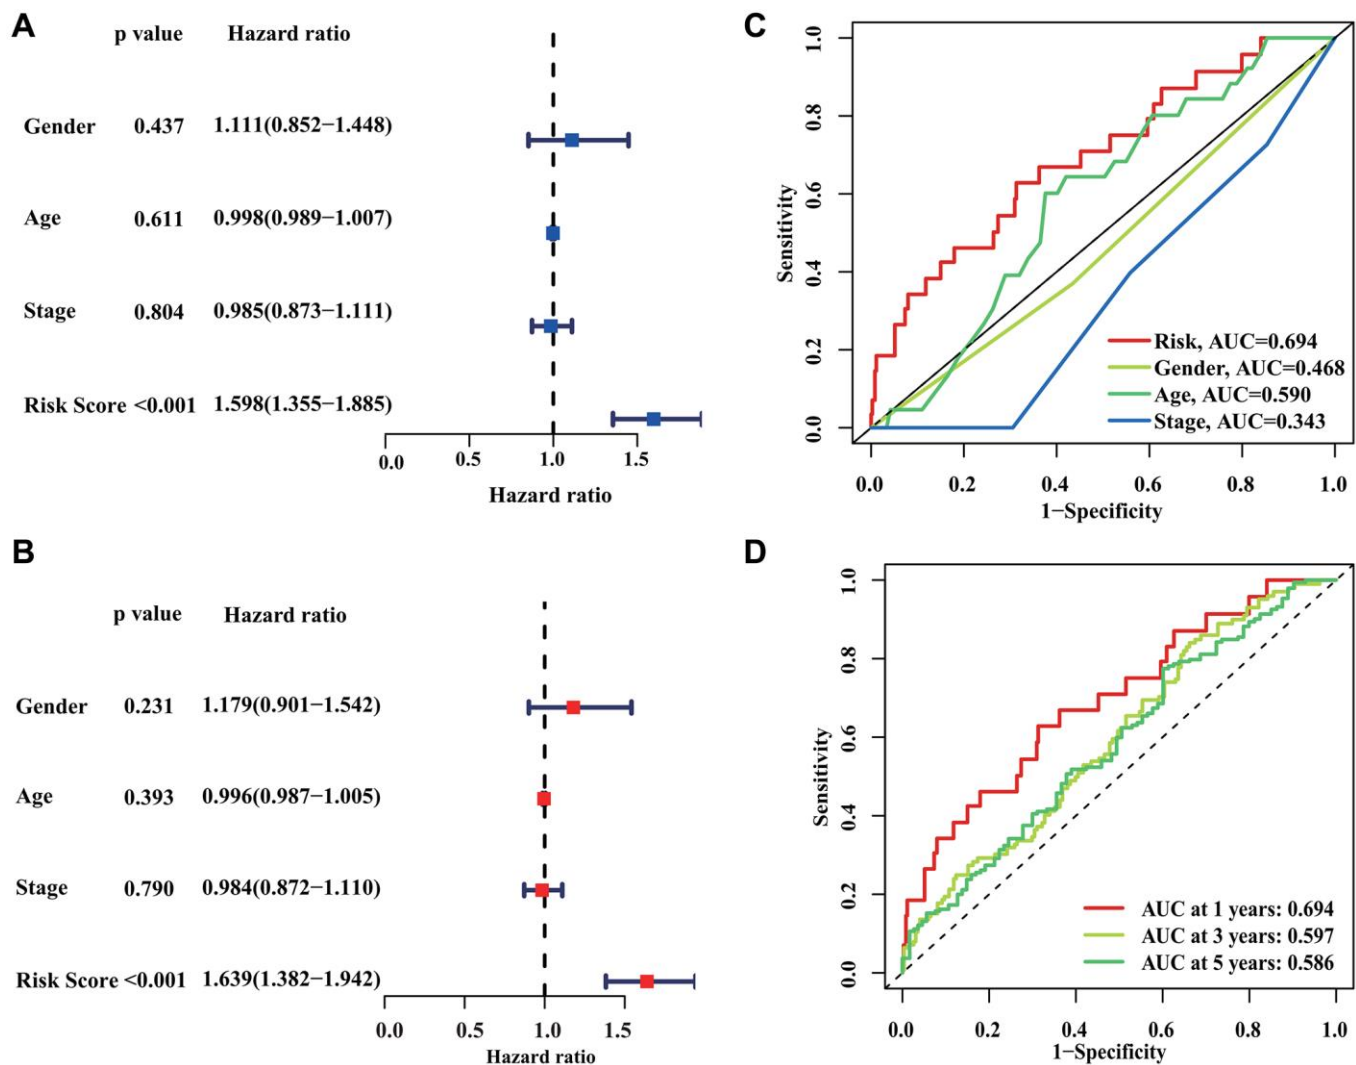 A
p value Hazard ratio
Gender 0.437 1.111(0.852−1.448)
Age 0.611 0.998(0.989−1.007)
Stage 0.804 0.985(0.873−1.111)
Risk Score <0.001 1.598(1.355−1.885)
0.0 0.5 1.0 1.5
Hazard ratio
B
p value Hazard ratio
Gender 0.231 1.179(0.901−1.542)
Age 0.393 0.996(0.987−1.005)
Stage 0.790 0.984(0.872−1.110)
Risk Score <0.001 1.639(1.382−1.942)
0.0 0.5 1.0 1.5
Hazard ratio
C
1.0
0.8
0.6
0.4
0.2
0.0
Sensitivity
Risk, AUC=0.694
Gender, AUC=0.468
Age, AUC=0.590
Stage, AUC=0.343
0.0 0.2 0.4 0.6 0.8 1.0
1−Specificity
D
1.0
0.8
0.6
0.4
0.2
0.0
Sensitivity
AUC at 1 years: 0.694
AUC at 3 years: 0.597
AUC at 5 years: 0.586
0.0 0.2 0.4 0.6 0.8 1.0
1−Specificity